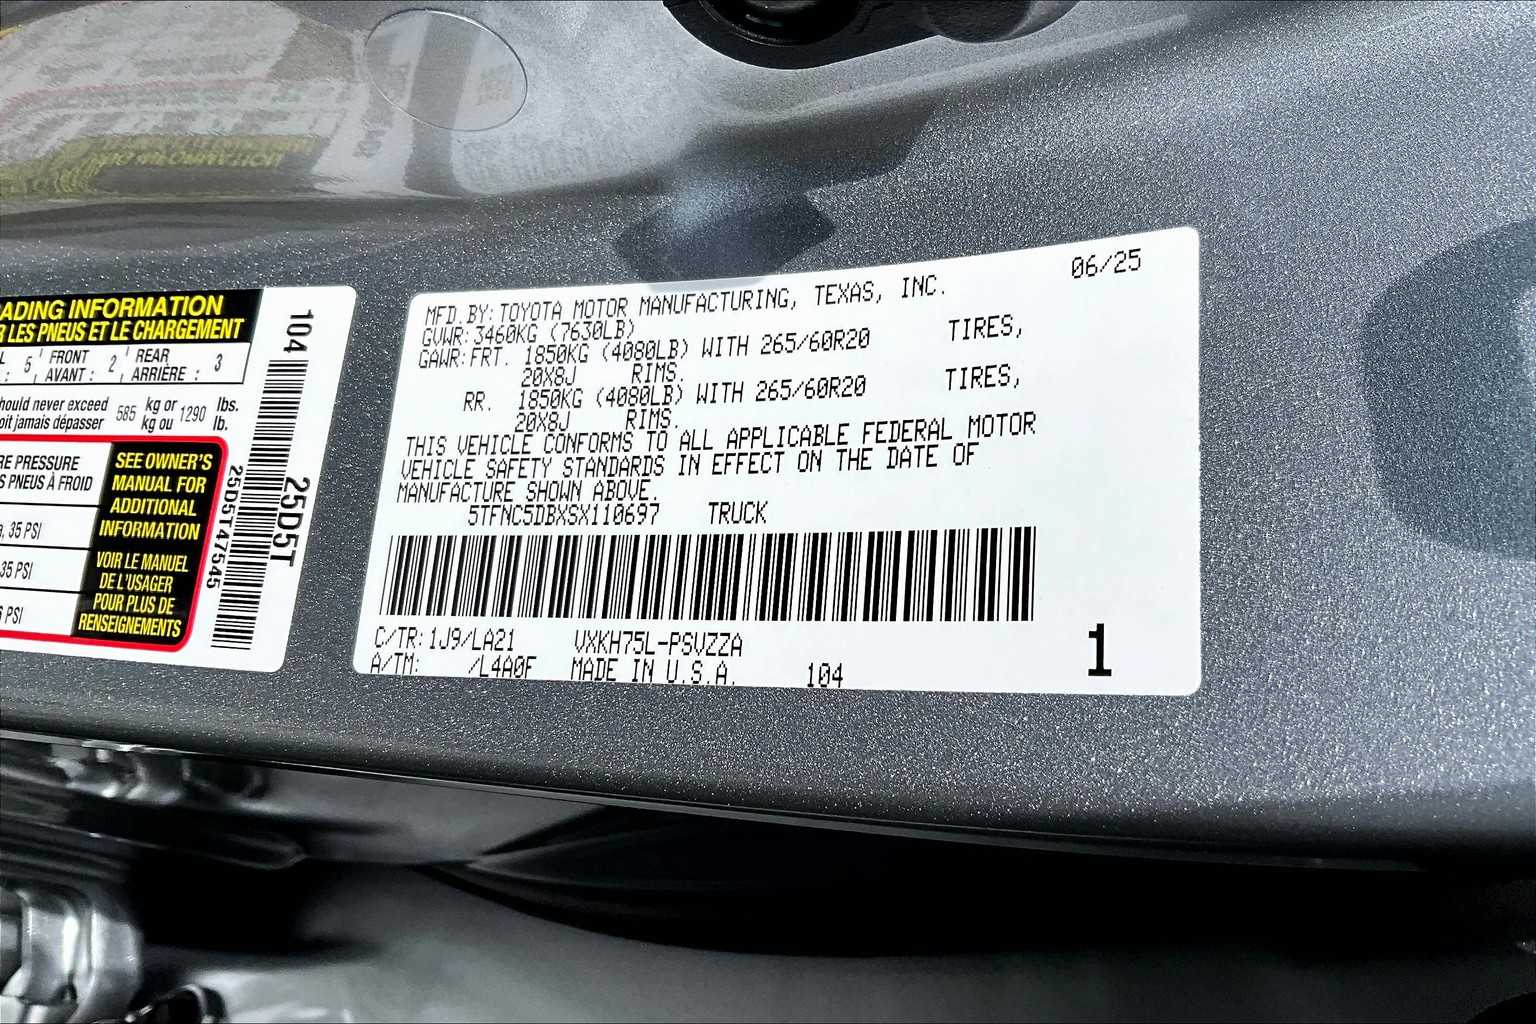 ADING INFORMATION
R LES PNEUS ET LE CHARGEMENT
L : 5 FRONT AVANT : 2 REAR ARRIÈRE : 3
hould never exceed 585 kg or 1290 lbs.
oit jamais dépasser kg ou lb.
RE PRESSURE
S PNEUS À FROID
35 PSI
35 PSI
PSI
SEE OWNER'S
MANUAL FOR
ADDITIONAL
INFORMATION
VOIR LE MANUEL
DE L'USAGER
POUR PLUS DE
RENSEIGNEMENTS
104
25D5T47545
25D5T
06/25
MFD.BY:TOYOTA MOTOR MANUFACTURING, TEXAS, INC.
GVWR:3460KG (7630LB)
GAWR:FRT. 1850KG (4080LB) WITH 265/60R20 TIRES,
20X8J RIMS.
RR. 1850KG (4080LB) WITH 265/60R20 TIRES,
20X8J RIMS.
THIS VEHICLE CONFORMS TO ALL APPLICABLE FEDERAL MOTOR
VEHICLE SAFETY STANDARDS IN EFFECT ON THE DATE OF
MANUFACTURE SHOWN ABOVE.
5TFNC5DBXSX110697 TRUCK
C/TR:1J9/LA21 VXKH75L-PSVZZA
A/TM: /L4A0F MADE IN U.S.A. 104
1